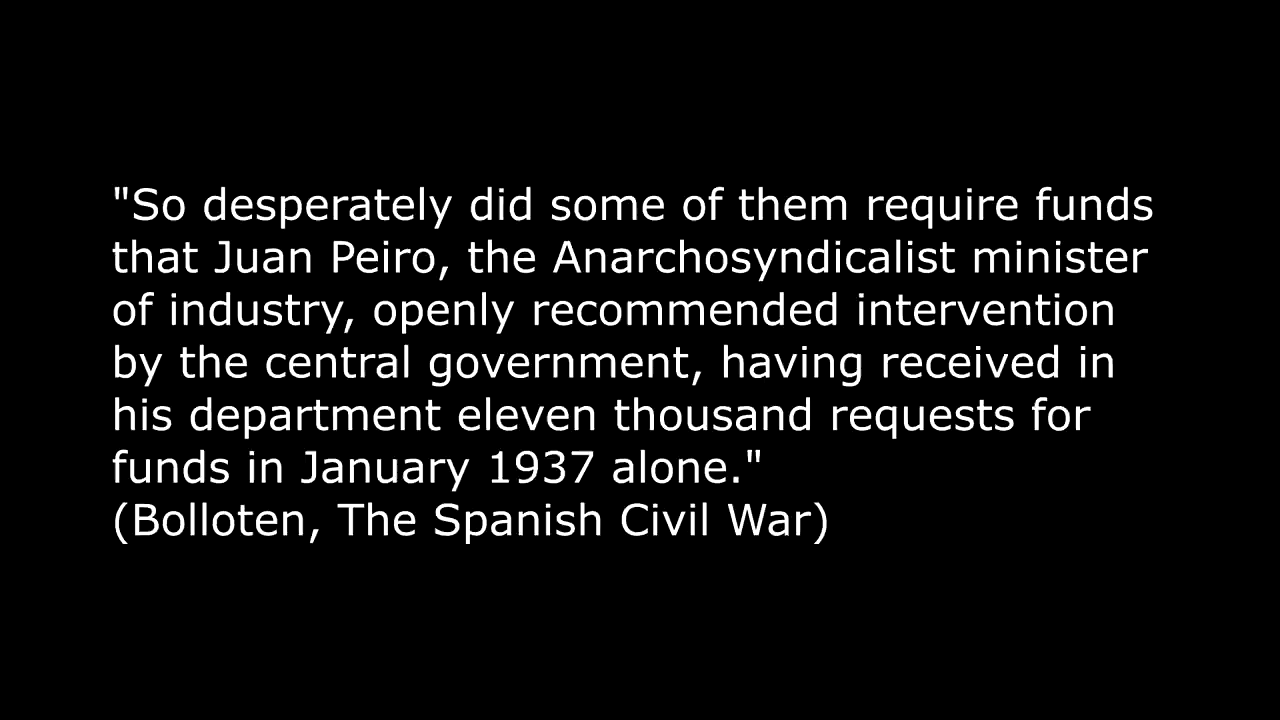 "So desperately did some of them require funds
that Juan Peiro, the Anarchosyndicalist minister
of industry, openly recommended intervention
by the central government, having received in
his department eleven thousand requests for
funds in January 1937 alone."
(Bolloten, The Spanish Civil War)